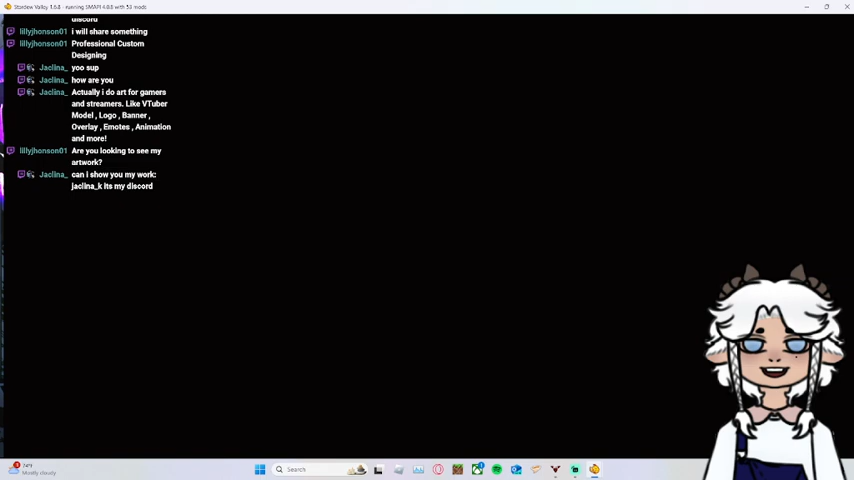 Stardew Valley 1.6.8 - running SMAPI 4.0.8 with 53 mods
discord
lillyjhonson01 i will share something
lillyjhonson01 Professional Custom
Designing
Jaclina_ yoo sup
Jaclina_ how are you
Jaclina_ Actually i do art for gamers
and streamers. Like VTuber
Model , Logo , Banner ,
Overlay , Emotes , Animation
and more!
lillyjhonson01 Are you looking to see my
artwork?
Jaclina_ can i show you my work:
jaclina_k its my discord
Search
Mostly cloudy